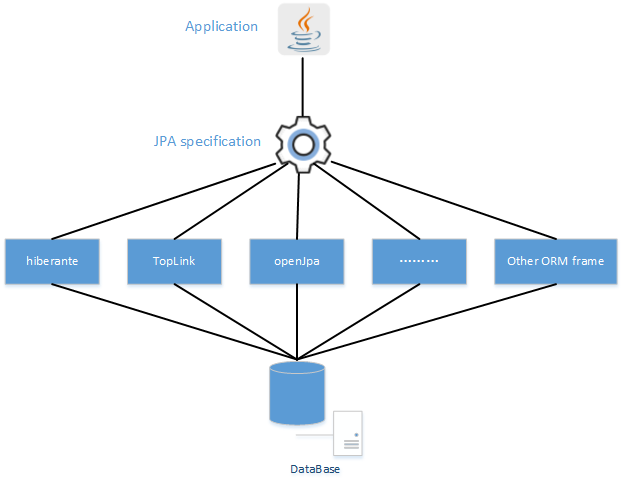 Application
JPA specification
hiberante
TopLink
openJpa
………
Other ORM frame
DataBase